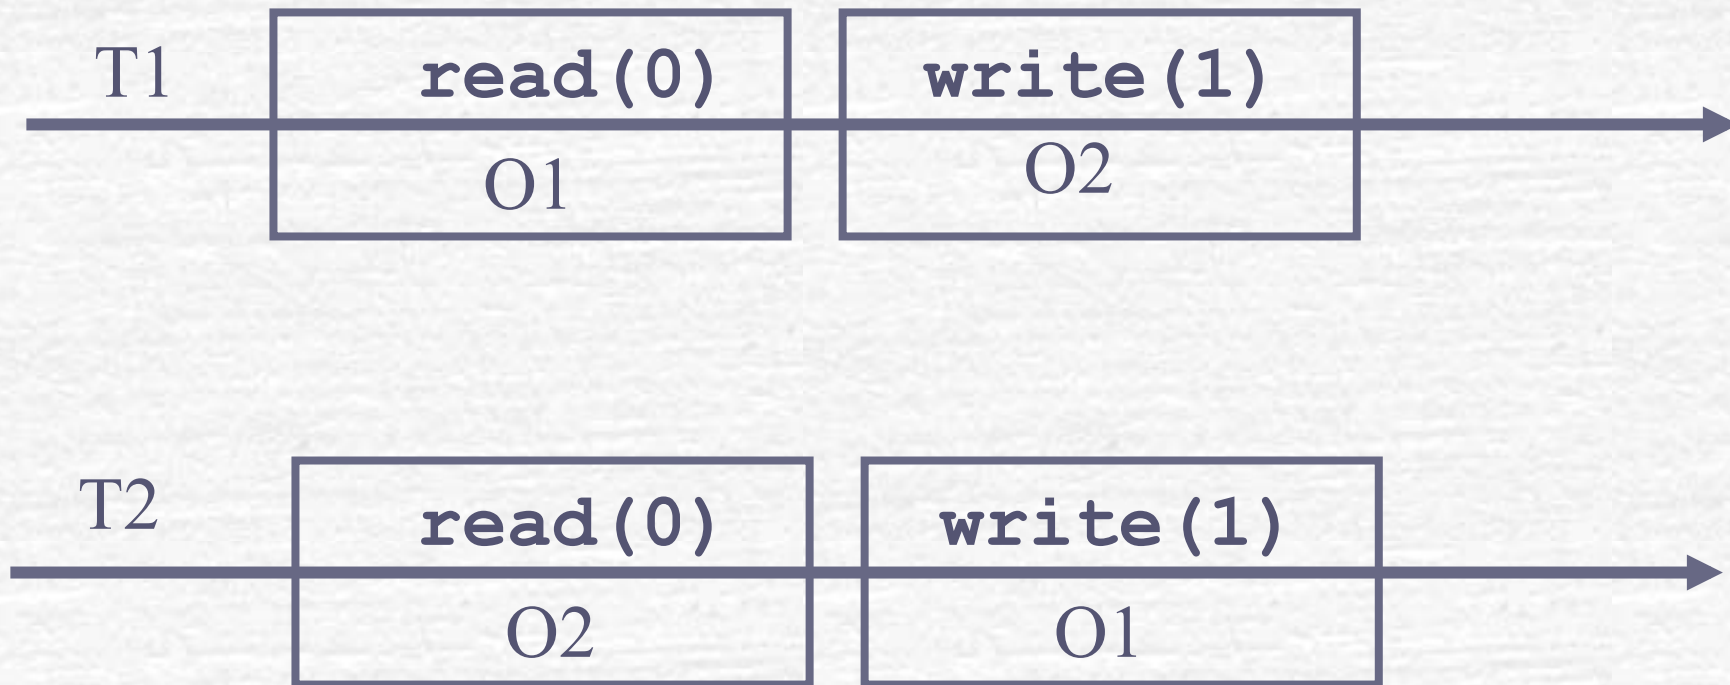 T1 read(0) write(1)
O1 O2
T2 read(0) write(1)
O2 O1